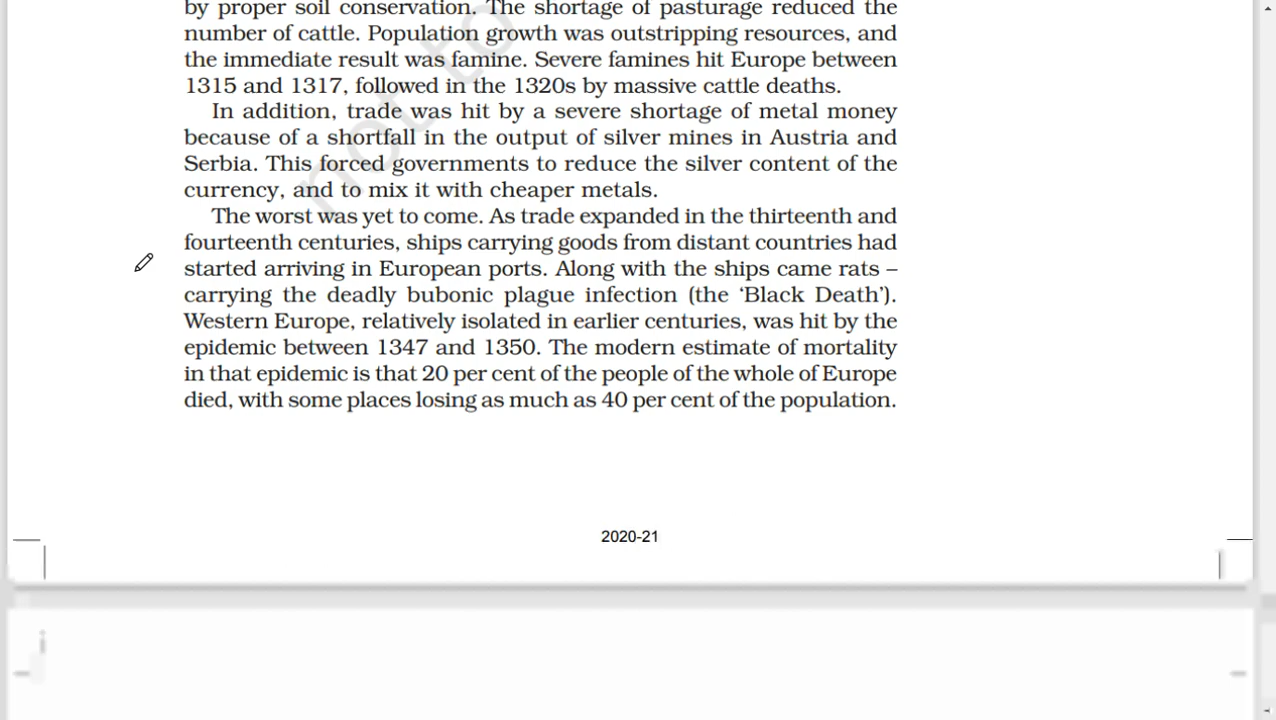 by proper soil conservation. The shortage of pasturage reduced the
number of cattle. Population growth was outstripping resources, and
the immediate result was famine. Severe famines hit Europe between
1315 and 1317, followed in the 1320s by massive cattle deaths.
In addition, trade was hit by a severe shortage of metal money
because of a shortfall in the output of silver mines in Austria and
Serbia. This forced governments to reduce the silver content of the
currency, and to mix it with cheaper metals.
The worst was yet to come. As trade expanded in the thirteenth and
fourteenth centuries, ships carrying goods from distant countries had
started arriving in European ports. Along with the ships came rats –
carrying the deadly bubonic plague infection (the ‘Black Death’).
Western Europe, relatively isolated in earlier centuries, was hit by the
epidemic between 1347 and 1350. The modern estimate of mortality
in that epidemic is that 20 per cent of the people of the whole of Europe
died, with some places losing as much as 40 per cent of the population.
not to
2020-21